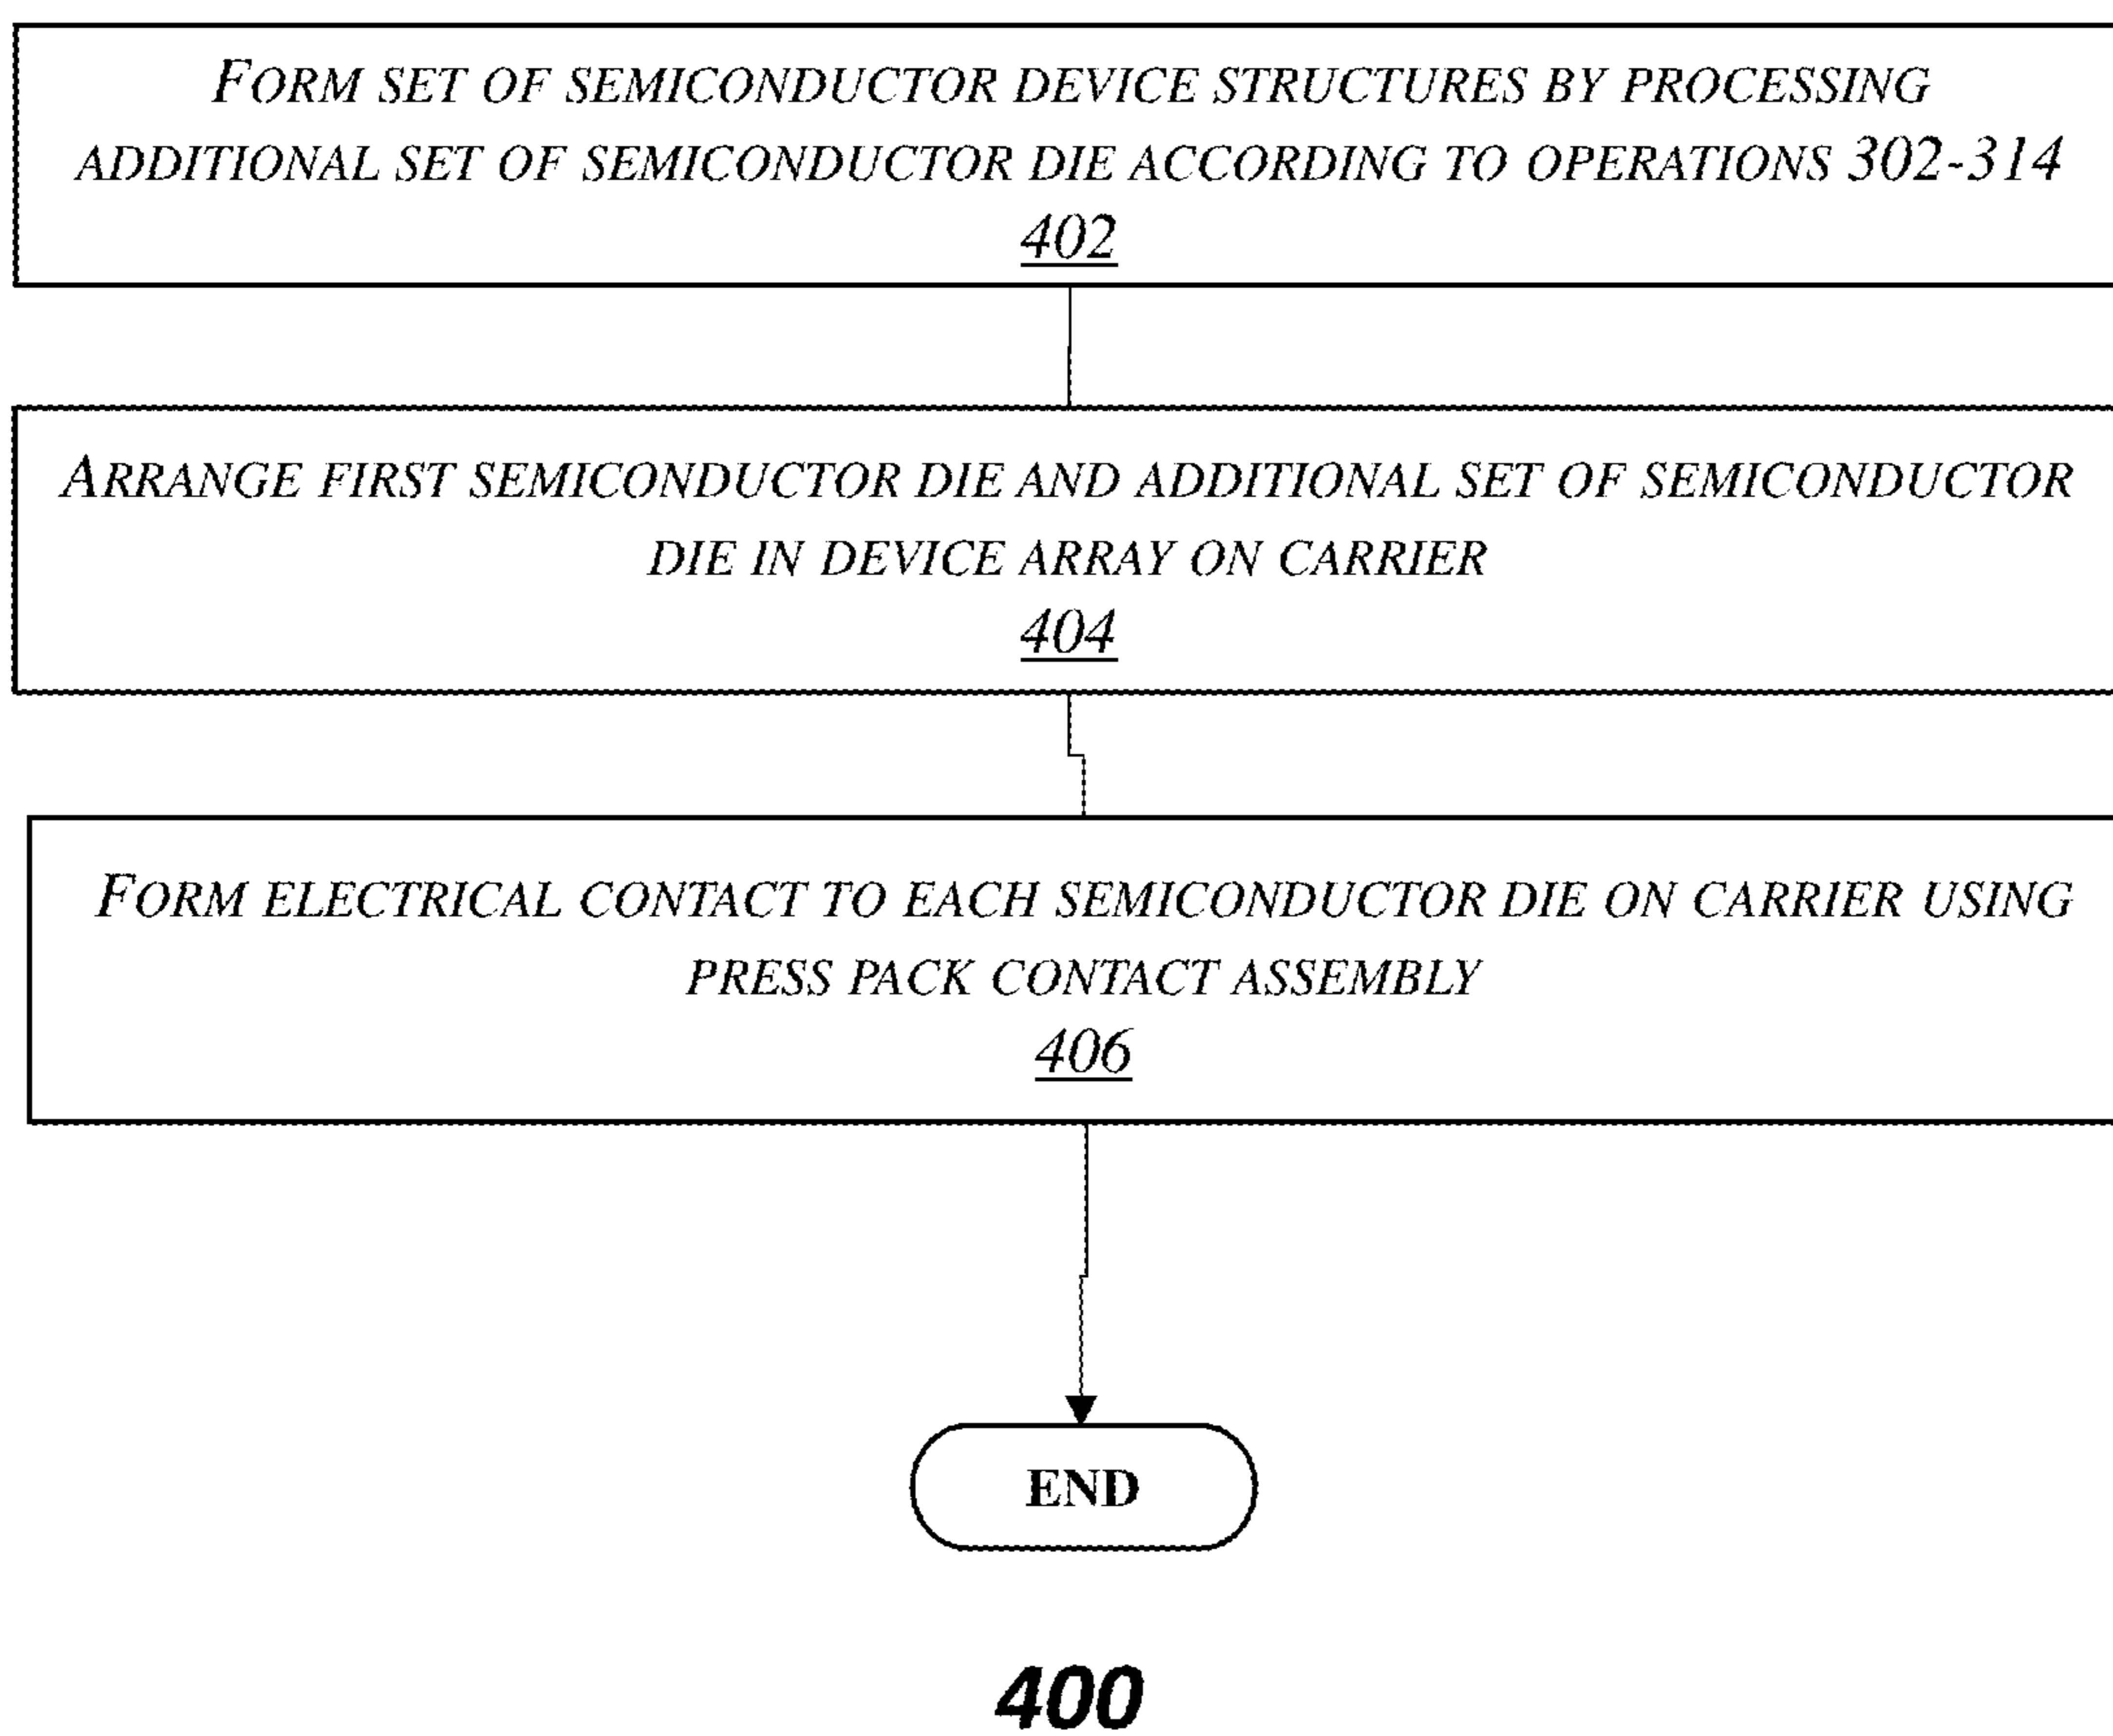 FORM SET OF SEMICONDUCTOR DEVICE STRUCTURES BY PROCESSING
ADDITIONAL SET OF SEMICONDUCTOR DIE ACCORDING TO OPERATIONS 302-314
402
ARRANGE FIRST SEMICONDUCTOR DIE AND ADDITIONAL SET OF SEMICONDUCTOR
DIE IN DEVICE ARRAY ON CARRIER
404
FORM ELECTRICAL CONTACT TO EACH SEMICONDUCTOR DIE ON CARRIER USING
PRESS PACK CONTACT ASSEMBLY
406
END
400